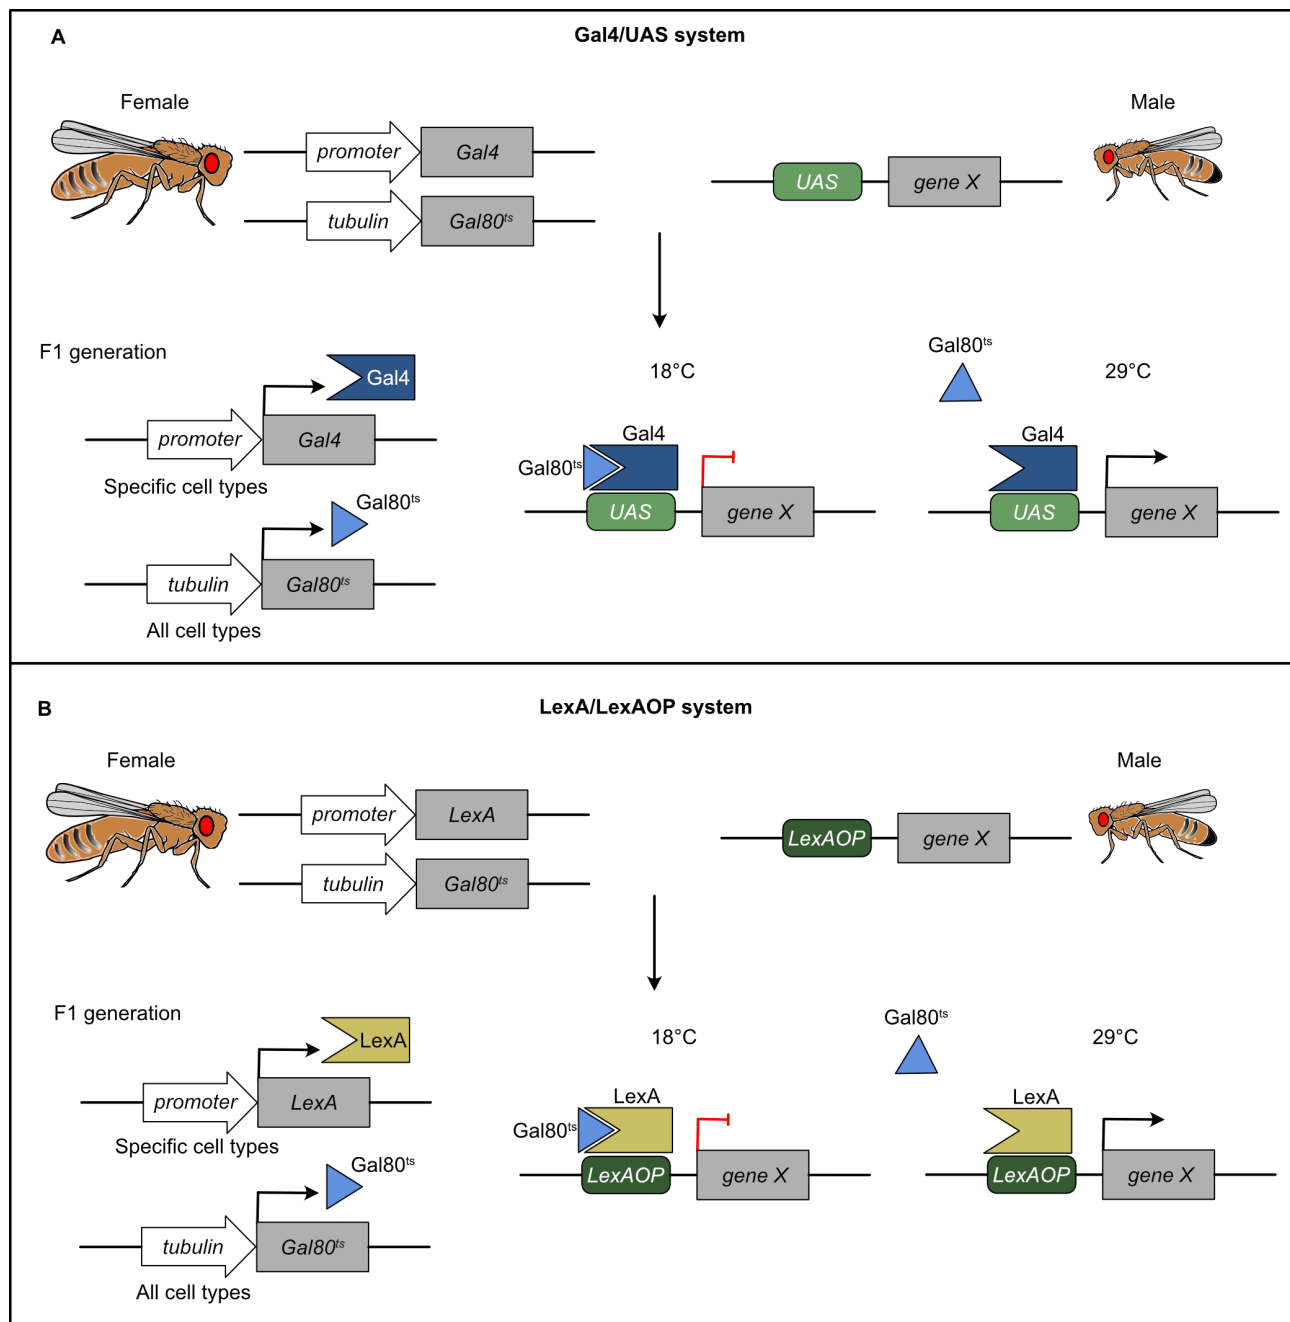 A
Gal4/UAS system
Female
Male
promoter
Gal4
UAS
gene X
tubulin
Gal80ts
F1 generation
Gal4
promoter
Gal4
Specific cell types
Gal80ts
tubulin
Gal80ts
All cell types
18°C
Gal4
Gal80ts
UAS
gene X
Gal80ts
29°C
Gal4
UAS
gene X
B
LexA/LexAOP system
Female
Male
promoter
LexA
LexAOP
gene X
tubulin
Gal80ts
F1 generation
LexA
promoter
LexA
Specific cell types
Gal80ts
tubulin
Gal80ts
All cell types
18°C
LexA
Gal80ts
LexAOP
gene X
Gal80ts
29°C
LexA
LexAOP
gene X